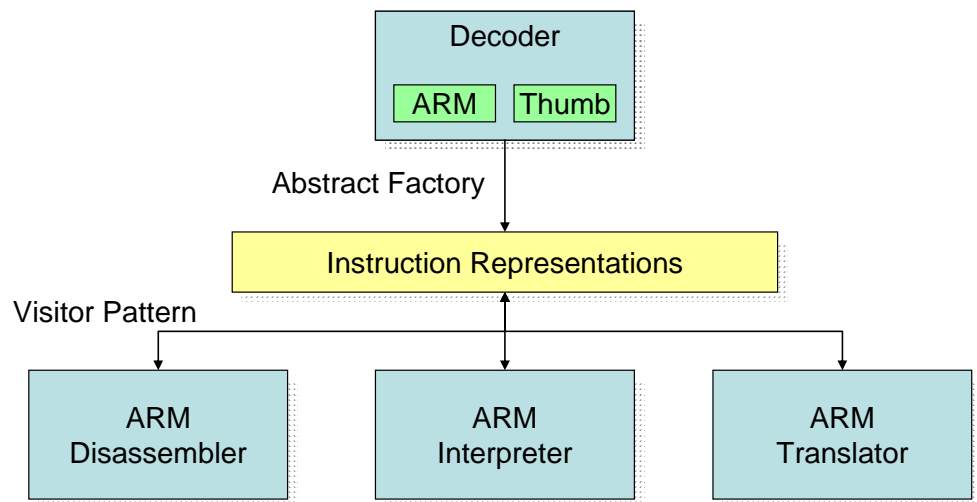 Decoder
ARM
Thumb
Abstract Factory
Instruction Representations
Visitor Pattern
ARM
Disassembler
ARM
Interpreter
ARM
Translator